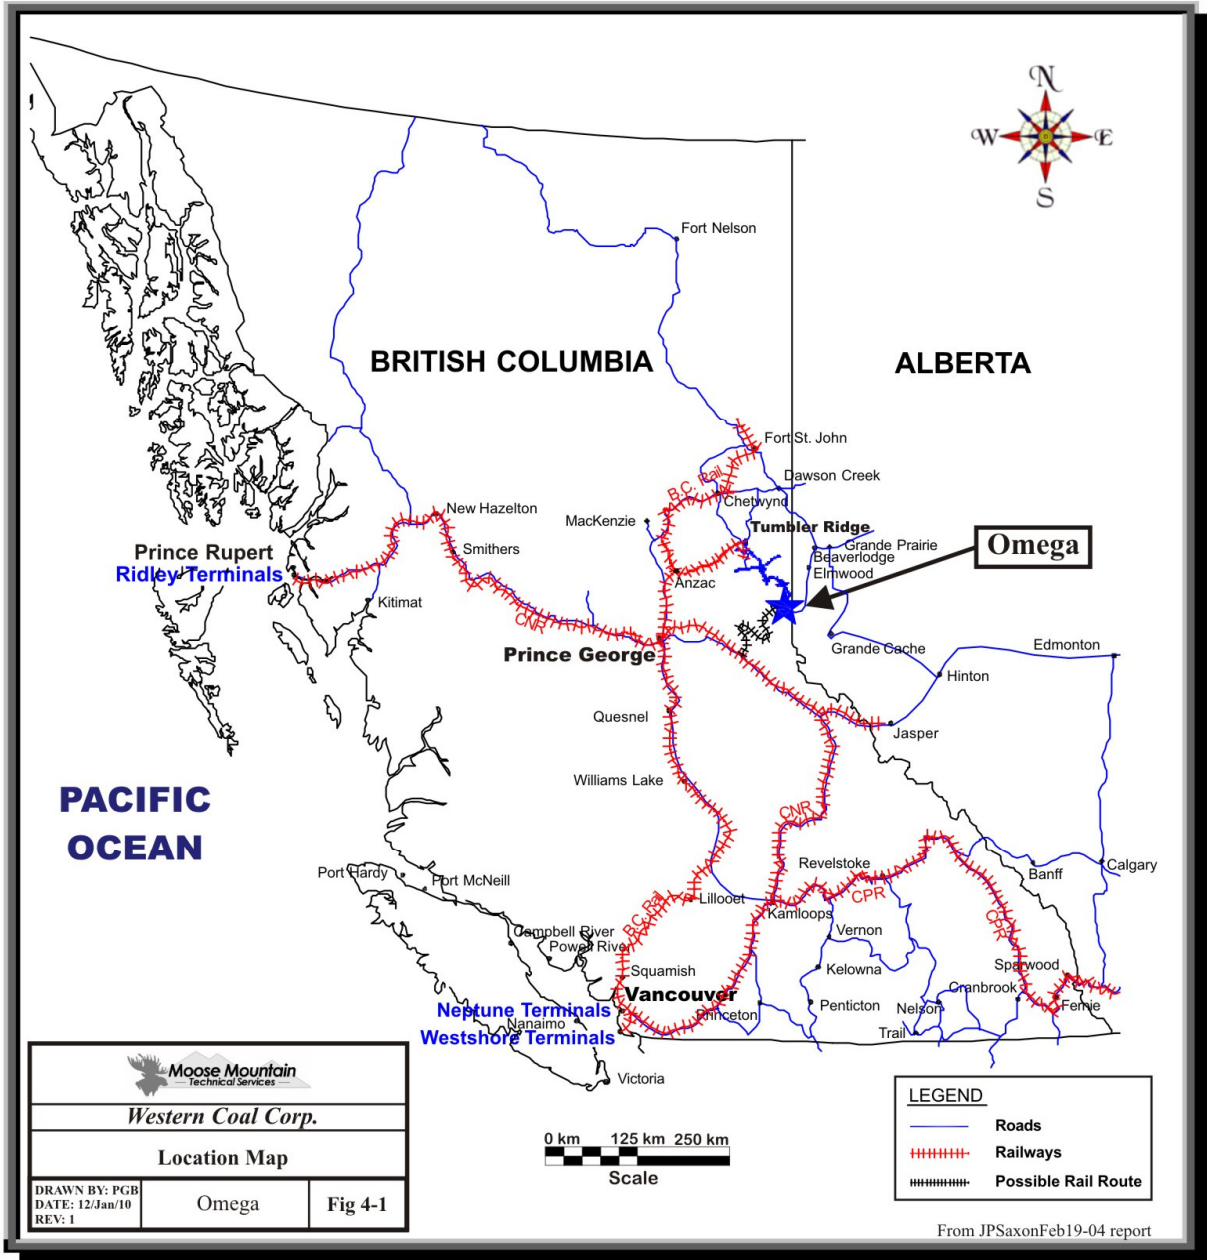 N
W
E
S
Fort Nelson
BRITISH COLUMBIA
ALBERTA
Fort St. John
B.C. Rail
Dawson Creek
Chetwynd
New Hazelton
MacKenzie
Tumbler Ridge
Omega
Grande Prairie
Beaverlodge
Elmwood
Smithers
Prince Rupert
Ridley Terminals
Anzac
Kitimat
CNR
Prince George
Grande Cache
Edmonton
Hinton
Quesnel
Jasper
Williams Lake
PACIFIC
OCEAN
CNR
Revelstoke
Port Hardy
Port McNeill
CPR
Banff
Calgary
Lillooet
B.C. Rail
Kamloops
CPR
Campbell River
Powell River
Vernon
Squamish
Kelowna
Sparwood
Vancouver
Cranbrook
Neptune Terminals
Princeton
Penticton
Nelson
Fernie
Nanaimo
Westshore Terminals
Trail
Victoria
Moose Mountain
Technical Services
Western Coal Corp.
Location Map
DRAWN BY: PGB
DATE: 12/Jan/10
REV: 1
Omega
Fig 4-1
0 km 125 km 250 km
Scale
LEGEND
Roads
Railways
Possible Rail Route
From JPSaxonFeb19-04 report